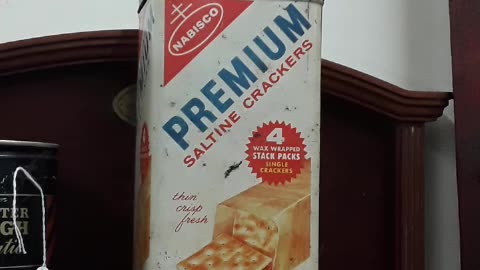 NABISCO
PREMIUM
SALTINE CRACKERS
4
WAX WRAPPED
STACK PACKS
SINGLE
CRACKERS
thin
crisp
fresh